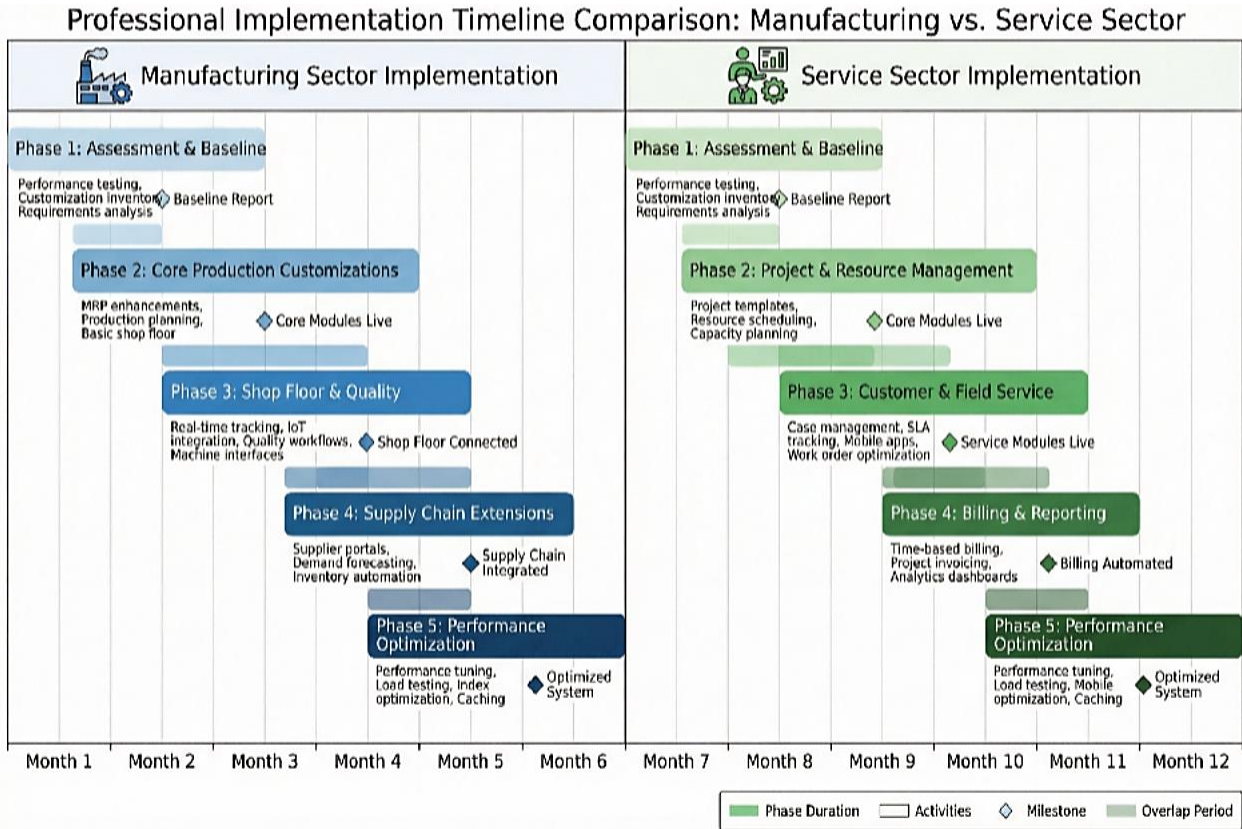 Professional Implementation Timeline Comparison: Manufacturing vs. Service Sector
Manufacturing Sector Implementation
Phase 1: Assessment & Baseline
Performance testing,
Customization inventory
Requirements analysis
Baseline Report
Phase 2: Core Production Customizations
MRP enhancements,
Production planning,
Basic shop floor
Core Modules Live
Phase 3: Shop Floor & Quality
Real-time tracking, IoT
integration, Quality workflows,
Machine interfaces
Shop Floor Connected
Phase 4: Supply Chain Extensions
Supplier portals,
Demand forecasting,
Inventory automation
Supply Chain
Integrated
Phase 5: Performance
Optimization
Performance tuning,
Load testing, Index
optimization, Caching
Optimized
System
Service Sector Implementation
Phase 1: Assessment & Baseline
Performance testing,
Customization inventory
Requirements analysis
Baseline Report
Phase 2: Project & Resource Management
Project templates,
Resource scheduling,
Capacity planning
Core Modules Live
Phase 3: Customer & Field Service
Case management, SLA
tracking, Mobile apps,
Work order optimization
Service Modules Live
Phase 4: Billing & Reporting
Time-based billing,
Project invoicing,
Analytics dashboards
Billing Automated
Phase 5: Performance
Optimization
Performance tuning,
Load testing, Mobile
optimization, Caching
Optimized
System
Month 1 Month 2 Month 3 Month 4 Month 5 Month 6 Month 7 Month 8 Month 9 Month 10 Month 11 Month 12
Phase Duration Activities Milestone Overlap Period